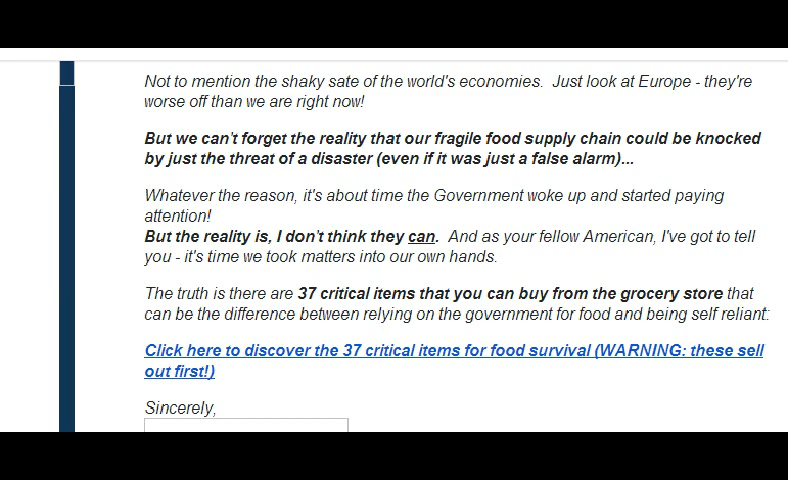 Not to mention the shaky sate of the world's economies.  Just look at Europe - they're
worse off than we are right now!
But we can't forget the reality that our fragile food supply chain could be knocked
by just the threat of a disaster (even if it was just a false alarm)...
Whatever the reason, it's about time the Government woke up and started paying
attention!
But the reality is, I don't think they can.  And as your fellow American, I've got to tell
you - it's time we took matters into our own hands.
The truth is there are 37 critical items that you can buy from the grocery store that
can be the difference between relying on the government for food and being self reliant:
Click here to discover the 37 critical items for food survival (WARNING: these sell
out first!)
Sincerely,